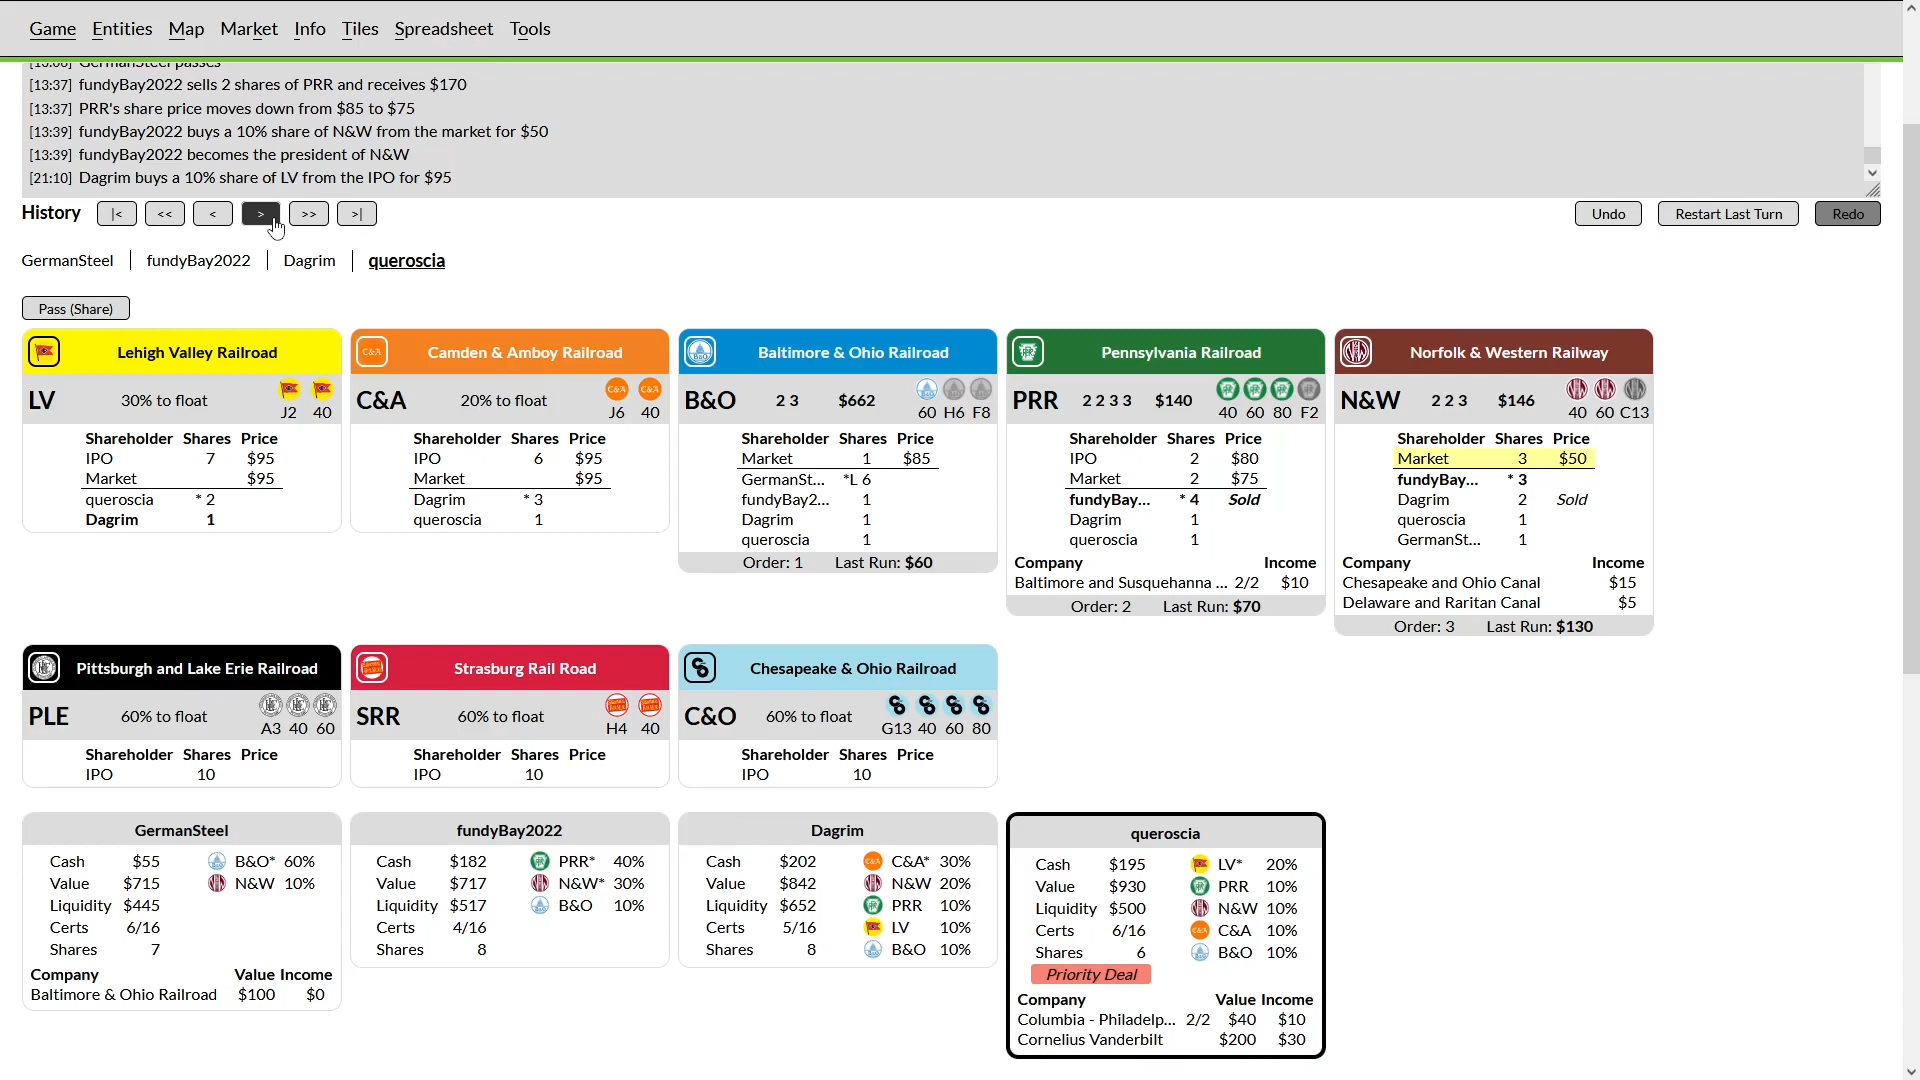 Game Entities Map Market Info Tiles Spreadsheet Tools
[13:06] GermanSteel passes
[13:37] fundyBay2022 sells 2 shares of PRR and receives $170
[13:37] PRR's share price moves down from $85 to $75
[13:39] fundyBay2022 buys a 10% share of N&W from the market for $50
[13:39] fundyBay2022 becomes the president of N&W
[21:10] Dagrim buys a 10% share of LV from the IPO for $95
History |< << < > >> >| Undo Restart Last Turn Redo
GermanSteel fundyBay2022 Dagrim queroscia
Pass (Share)
Lehigh Valley Railroad
LV 30% to float J2 40
Shareholder Shares Price
IPO 7 $95
Market $95
queroscia * 2
Dagrim 1
C&A Camden & Amboy Railroad
C&A 20% to float C&A C&A J6 40
Shareholder Shares Price
IPO 6 $95
Market $95
Dagrim * 3
queroscia 1
Baltimore & Ohio Railroad
B&O 2 3 $662 60 H6 F8
Shareholder Shares Price
Market 1 $85
GermanSt... *L 6
fundyBay2... 1
Dagrim 1
queroscia 1
Order: 1 Last Run: $60
Pennsylvania Railroad
PRR 2 2 3 3 $140 40 60 80 F2
Shareholder Shares Price
IPO 2 $80
Market 2 $75
fundyBay... * 4 Sold
Dagrim 1
queroscia 1
Company Income
Baltimore and Susquehanna ... 2/2 $10
Order: 2 Last Run: $70
Norfolk & Western Railway
N&W 2 2 3 $146 40 60 C13
Shareholder Shares Price
Market 3 $50
fundyBay... * 3
Dagrim 2 Sold
queroscia 1
GermanSt... 1
Company Income
Chesapeake and Ohio Canal $15
Delaware and Raritan Canal $5
Order: 3 Last Run: $130
Pittsburgh and Lake Erie Railroad
PLE 60% to float A3 40 60
Shareholder Shares Price
IPO 10
Strasburg Rail Road
SRR 60% to float H4 40
Shareholder Shares Price
IPO 10
Chesapeake & Ohio Railroad
C&O 60% to float G13 40 60 80
Shareholder Shares Price
IPO 10
GermanSteel
Cash $55 B&O* 60%
Value $715 N&W 10%
Liquidity $445
Certs 6/16
Shares 7
Company Value Income
Baltimore & Ohio Railroad $100 $0
fundyBay2022
Cash $182 PRR* 40%
Value $717 N&W* 30%
Liquidity $517 B&O 10%
Certs 4/16
Shares 8
Dagrim
Cash $202 C&A C&A* 30%
Value $842 N&W 20%
Liquidity $652 PRR 10%
Certs 5/16 LV 10%
Shares 8 B&O 10%
queroscia
Cash $195 LV* 20%
Value $930 PRR 10%
Liquidity $500 N&W 10%
Certs 6/16 C&A C&A 10%
Shares 6 B&O 10%
Priority Deal
Company Value Income
Columbia - Philadelp... 2/2 $40 $10
Cornelius Vanderbilt $200 $30